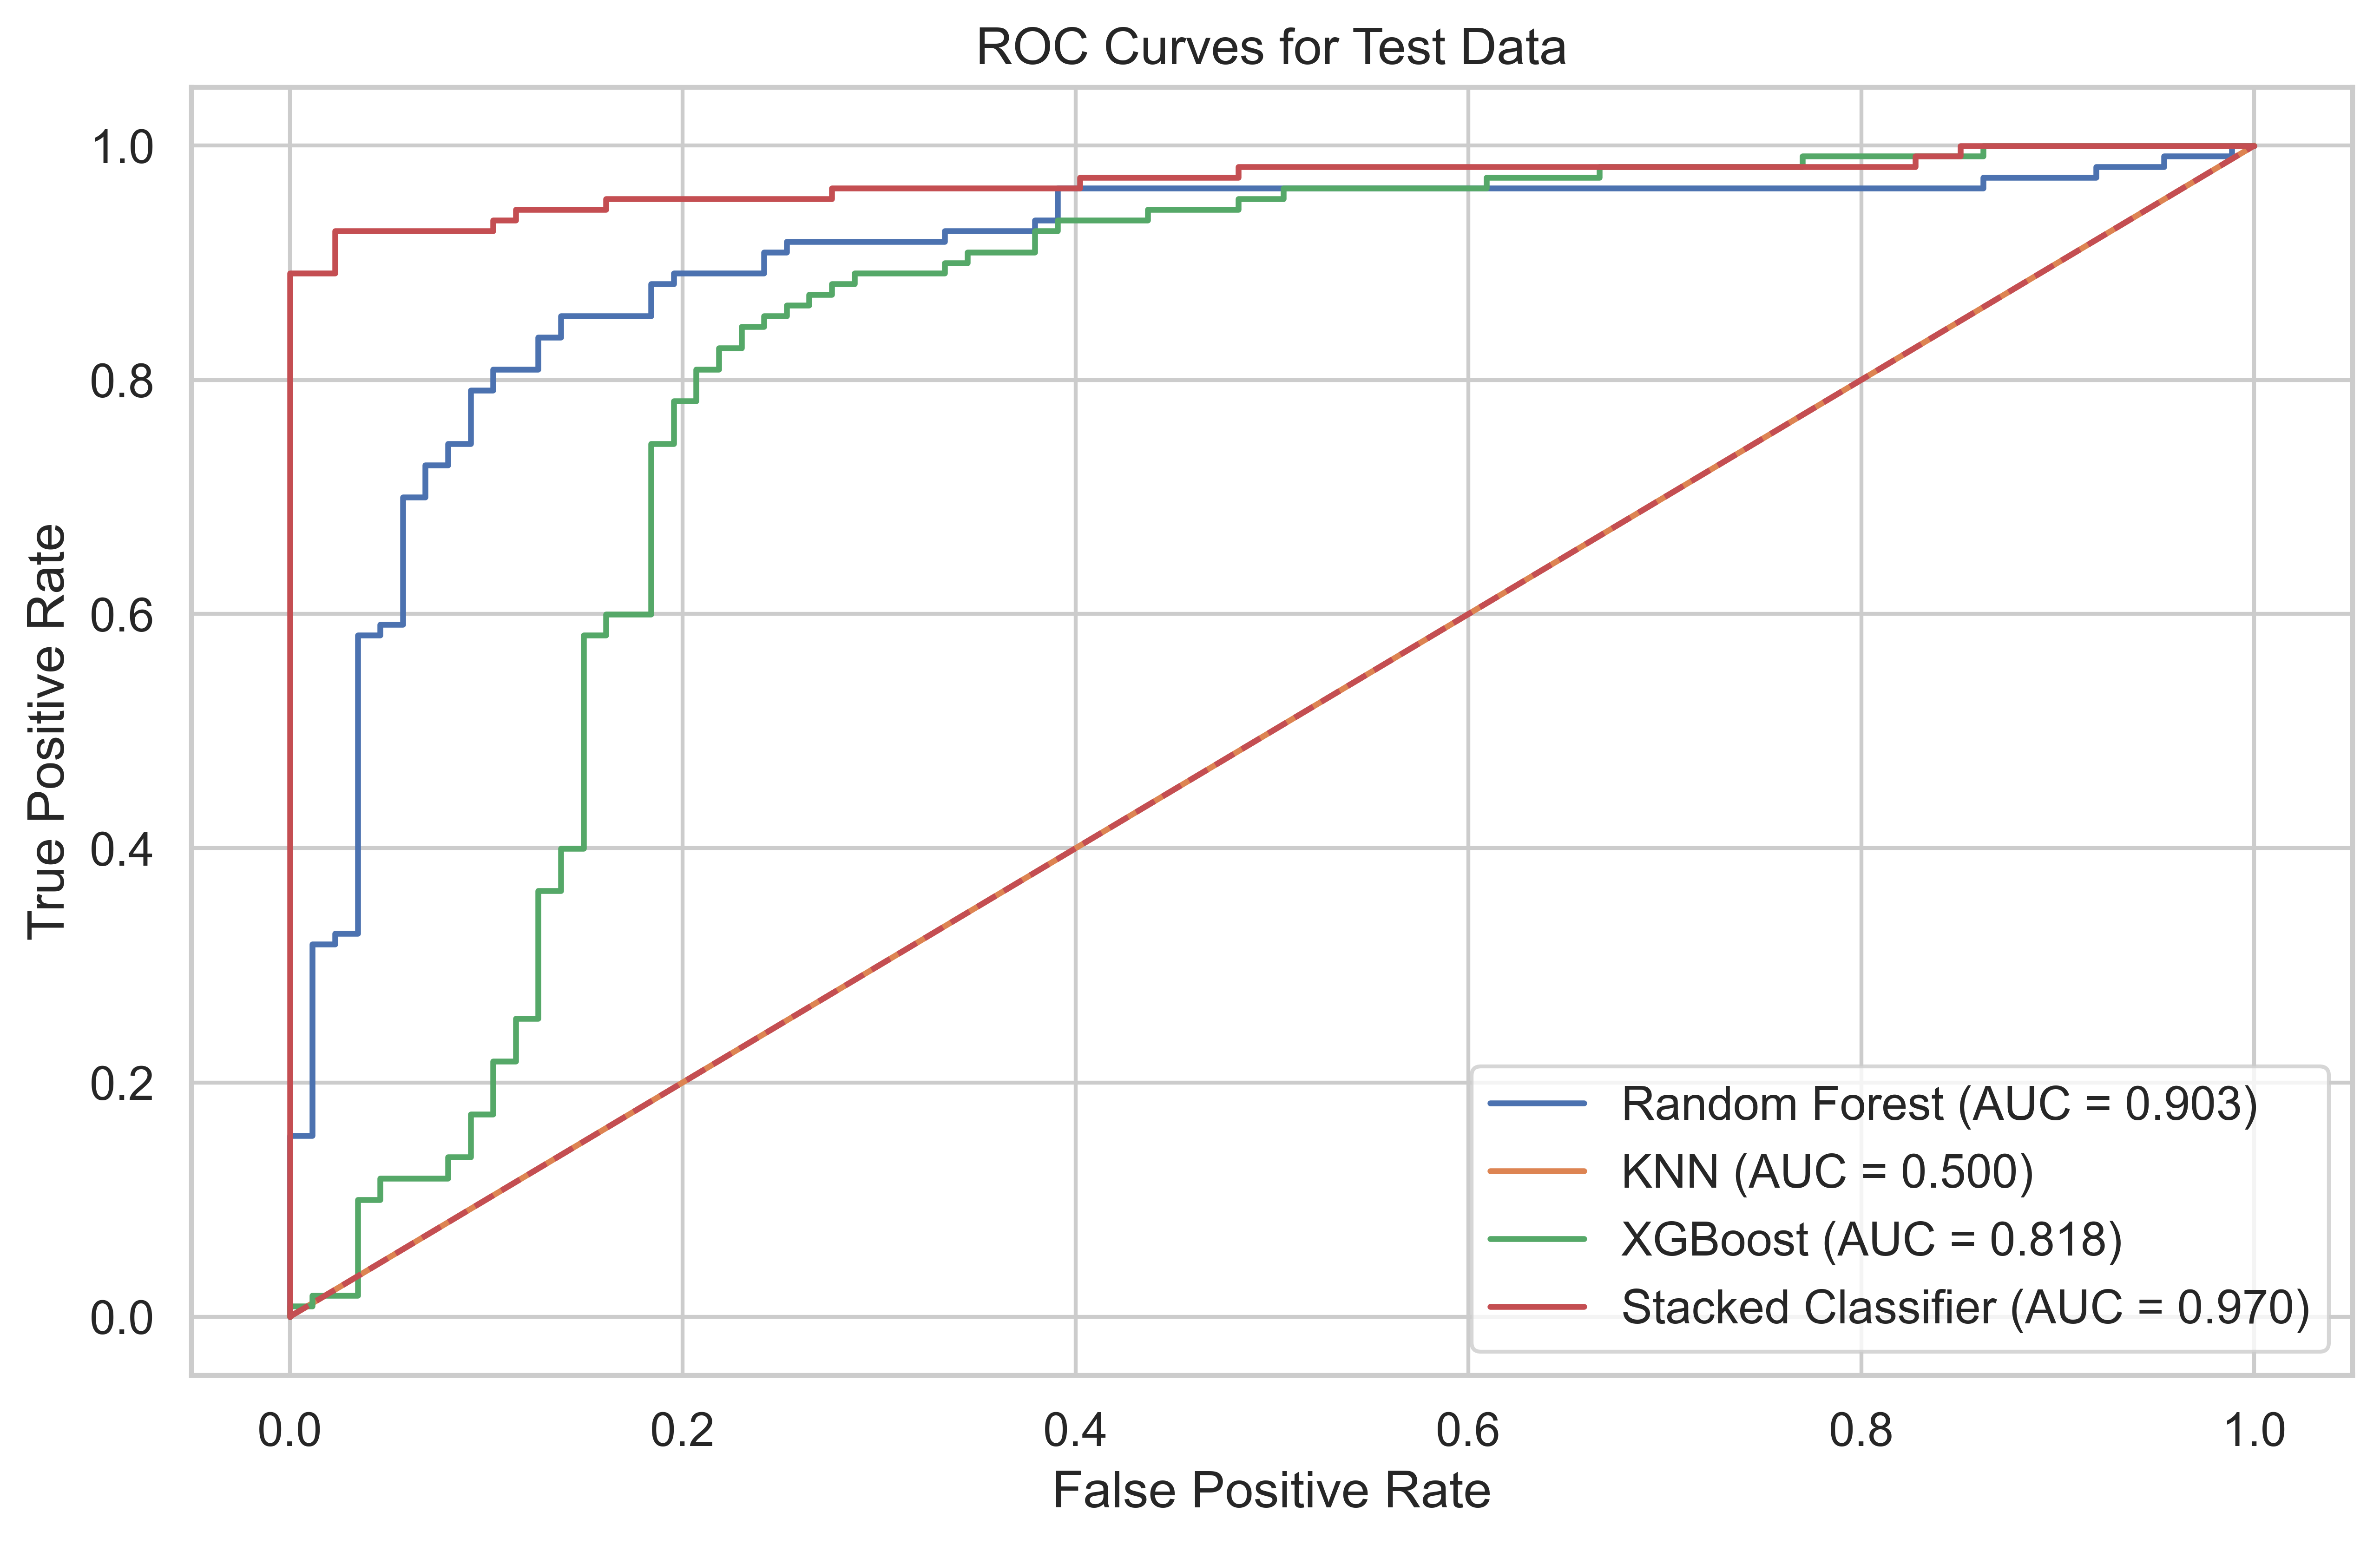 ROC Curves for Test Data
True Positive Rate
1.0
0.8
0.6
0.4
0.2
0.0
Random Forest (AUC = 0.903)
KNN (AUC = 0.500)
XGBoost (AUC = 0.818)
Stacked Classifier (AUC = 0.970)
0.0 0.2 0.4 0.6 0.8 1.0
False Positive Rate